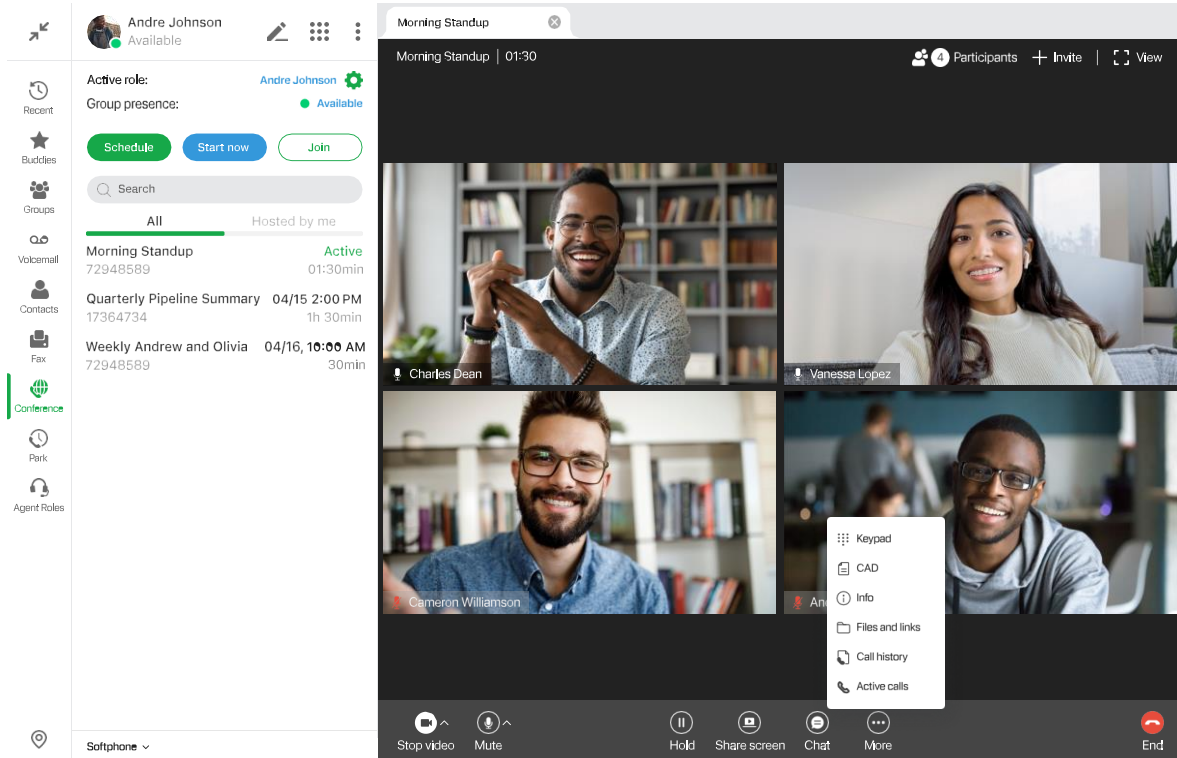 Andre Johnson
Available
Active role:
Andre Johnson
Group presence:
Available
Schedule
Start now
Join
Search
All
Hosted by me
Morning Standup
Active
72948589
01:30min
Quarterly Pipeline Summary
04/15 2:00 PM
17364734
1h 30min
Weekly Andrew and Olivia
04/16, 10:00 AM
72948589
30min
Softphone
Recent
Buddies
Groups
Voicemail
Contacts
Fax
Conference
Park
Agent Roles
Morning Standup
Morning Standup | 01:30
4 Participants
Invite
View
Charles Dean
Vanessa Lopez
Cameron Williamson
Keypad
CAD
Info
Files and links
Call history
Active calls
Stop video
Mute
Hold
Share screen
Chat
More
End